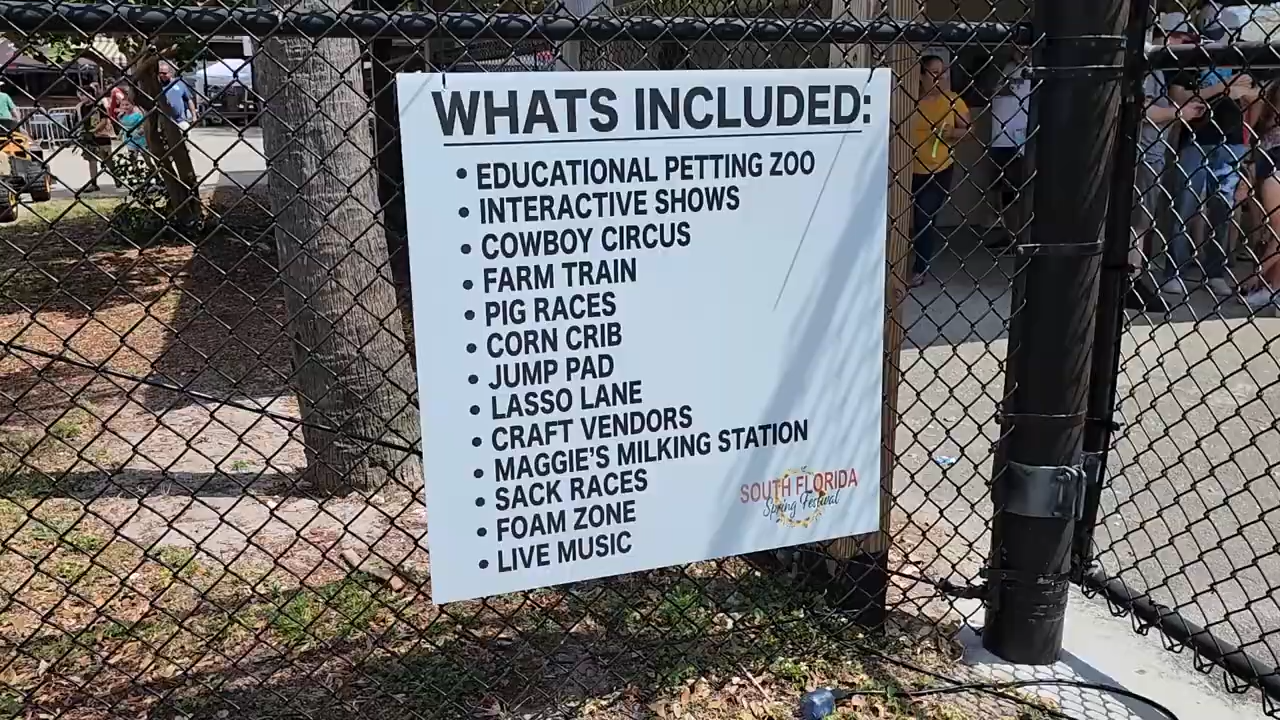 WHATS INCLUDED:
• EDUCATIONAL PETTING ZOO
• INTERACTIVE SHOWS
• COWBOY CIRCUS
• FARM TRAIN
• PIG RACES
• CORN CRIB
• JUMP PAD
• LASSO LANE
• CRAFT VENDORS
• MAGGIE'S MILKING STATION
• SACK RACES
• FOAM ZONE
• LIVE MUSIC
SOUTH FLORIDA
Spring Festival